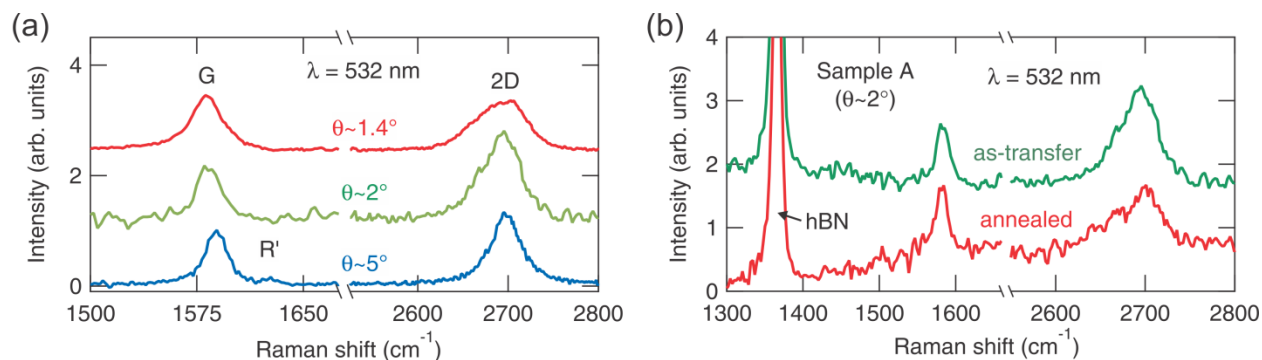 (a)
Intensity (arb. units)
4
2
0
G
λ = 532 nm
2D
θ~1.4°
θ~2°
R'
θ~5°
1500 1575 1650 2600 2700 2800
Raman shift (cm⁻¹)
(b)
Intensity (arb. units)
4
3
2
1
0
Sample A
(θ~2°)
λ = 532 nm
as-transfer
hBN
annealed
1300 1400 1500 1600 2600 2700 2800
Raman shift (cm⁻¹)